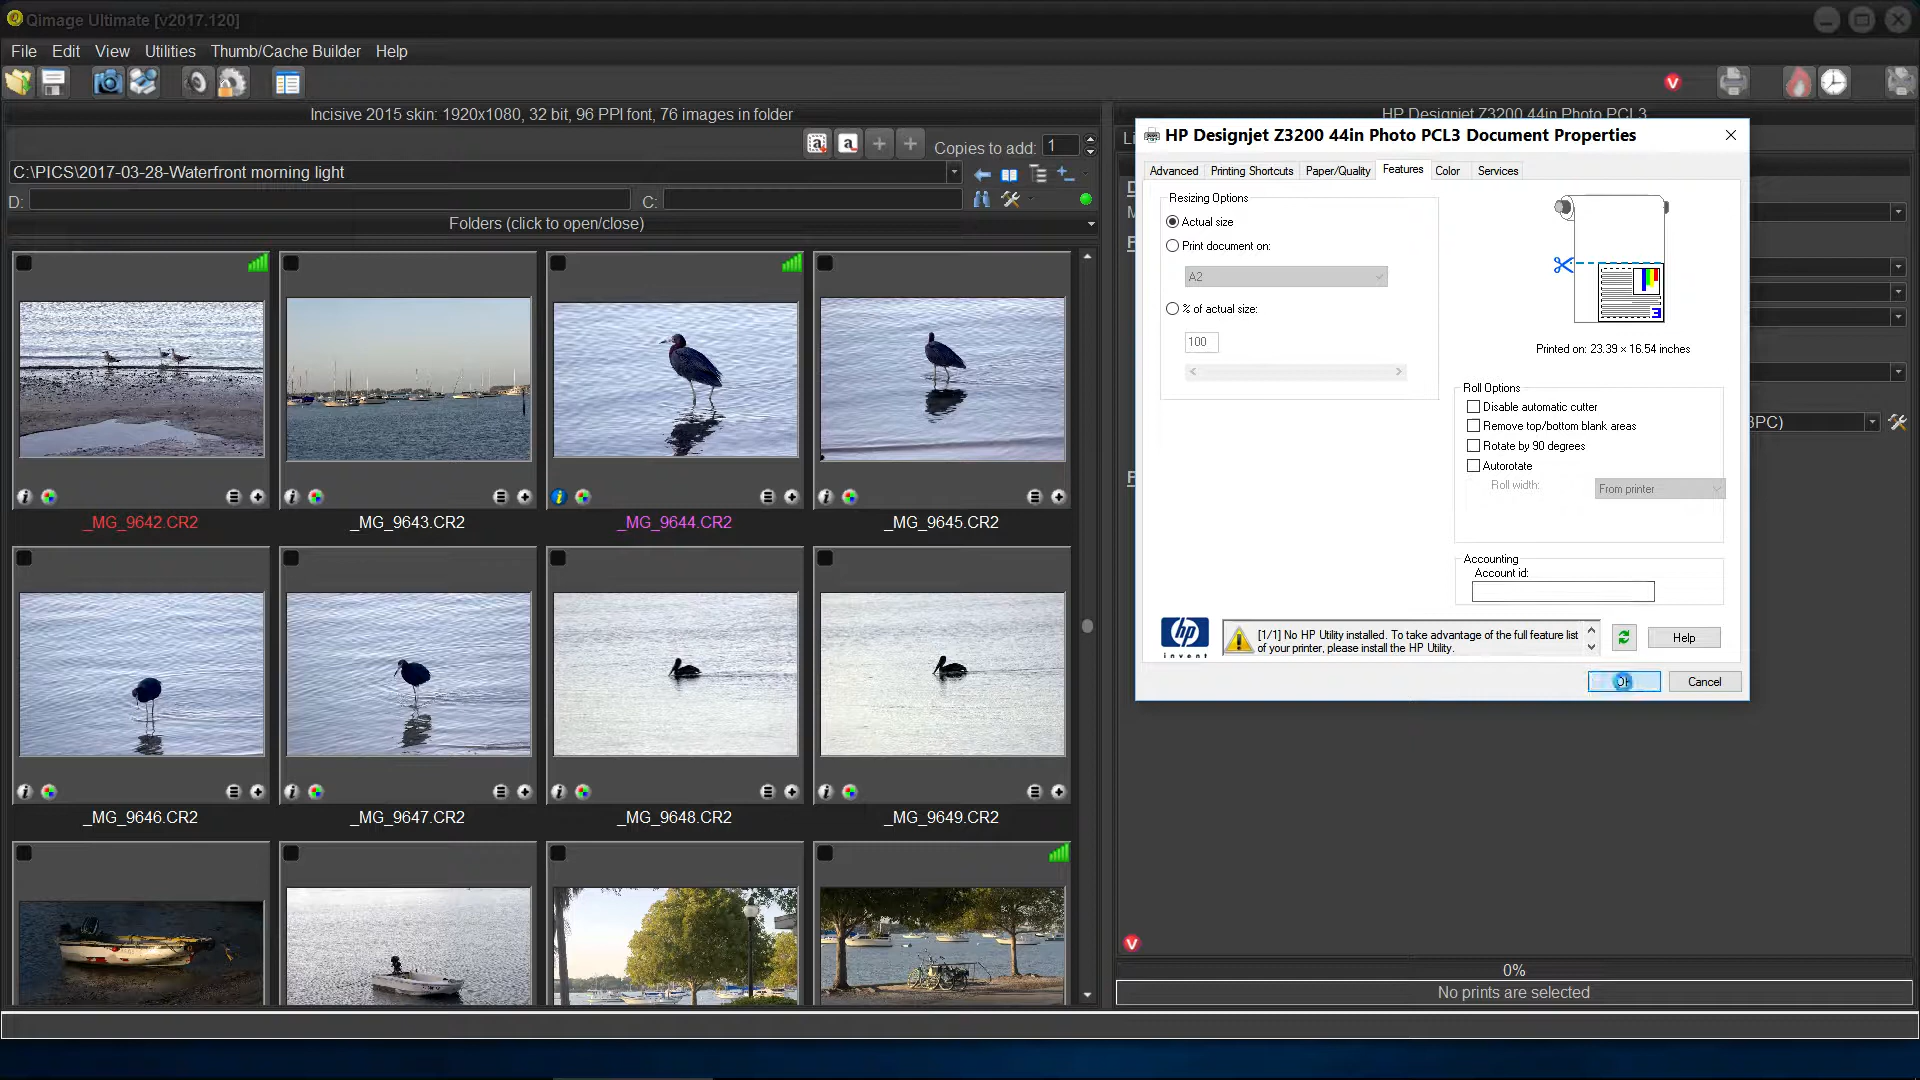 Qimage Ultimate [v2017.120]
File Edit View Utilities Thumb/Cache Builder Help
Incisive 2015 skin: 1920x1080, 32 bit, 96 PPI font, 76 images in folder
HP Designjet Z3200 44in Photo PCL3
Copies to add: 1
C:\PICS\2017-03-28-Waterfront morning light
D:
C:
Folders (click to open/close)
_MG_9642.CR2
_MG_9643.CR2
_MG_9644.CR2
_MG_9645.CR2
_MG_9646.CR2
_MG_9647.CR2
_MG_9648.CR2
_MG_9649.CR2
HP Designjet Z3200 44in Photo PCL3 Document Properties
Advanced Printing Shortcuts Paper/Quality Features Color Services
Resizing Options
Actual size
Print document on:
A2
% of actual size:
100
3
Printed on: 23.39 × 16.54 inches
Roll Options
Disable automatic cutter
Remove top/bottom blank areas
Rotate by 90 degrees
Autorotate
Roll width: From printer
Accounting
Account id:
hp
invent
[1/1] No HP Utility installed. To take advantage of the full feature list
of your printer, please install the HP Utility.
Help
OK
Cancel
V
V
0%
No prints are selected